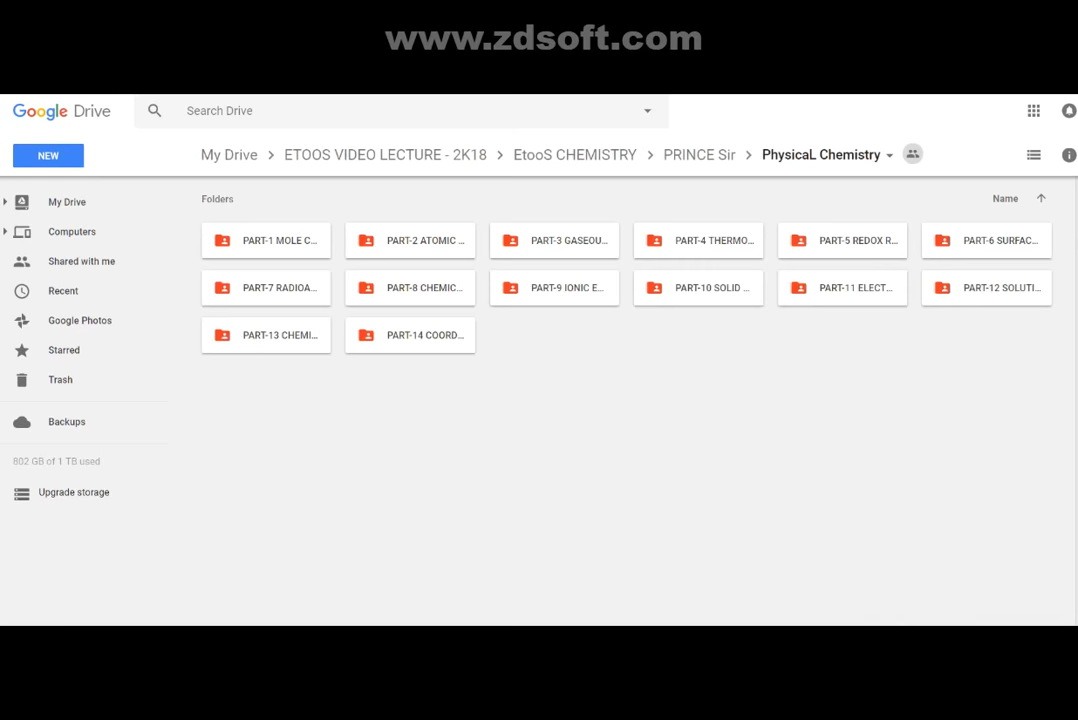 www.zdsoft.com
Google Drive
Search Drive
NEW
My Drive > ETOOS VIDEO LECTURE - 2K18 > EtooS CHEMISTRY > PRINCE Sir > PhysicaL Chemistry
My Drive
Computers
Shared with me
Recent
Google Photos
Starred
Trash
Backups
802 GB of 1 TB used
Upgrade storage
Folders
Name
PART-1 MOLE C...
PART-2 ATOMIC ...
PART-3 GASEOU...
PART-4 THERMO...
PART-5 REDOX R...
PART-6 SURFAC...
PART-7 RADIOA...
PART-8 CHEMIC...
PART-9 IONIC E...
PART-10 SOLID ...
PART-11 ELECT...
PART-12 SOLUTI...
PART-13 CHEMI...
PART-14 COORD...